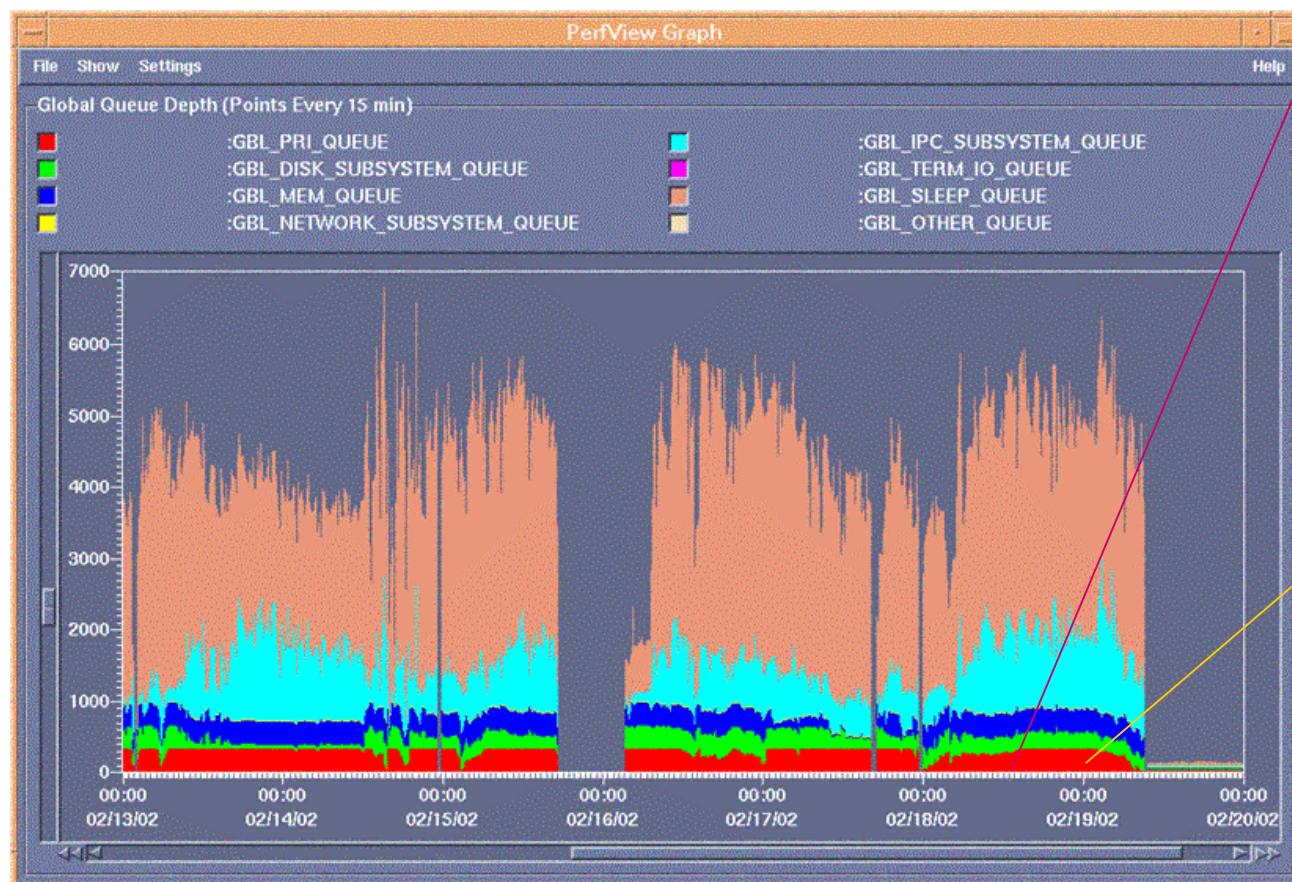 PerfView Graph
File Show Settings Help
Global Queue Depth (Points Every 15 min)
:GBL_PRI_QUEUE :GBL_IPC_SUBSYSTEM_QUEUE
:GBL_DISK_SUBSYSTEM_QUEUE :GBL_TERM_IO_QUEUE
:GBL_MEM_QUEUE :GBL_SLEEP_QUEUE
:GBL_NETWORK_SUBSYSTEM_QUEUE :GBL_OTHER_QUEUE
7000
6000
5000
4000
3000
2000
1000
0
00:00 00:00 00:00 00:00 00:00 00:00 00:00 00:00
02/13/02 02/14/02 02/15/02 02/16/02 02/17/02 02/18/02 02/19/02 02/20/02